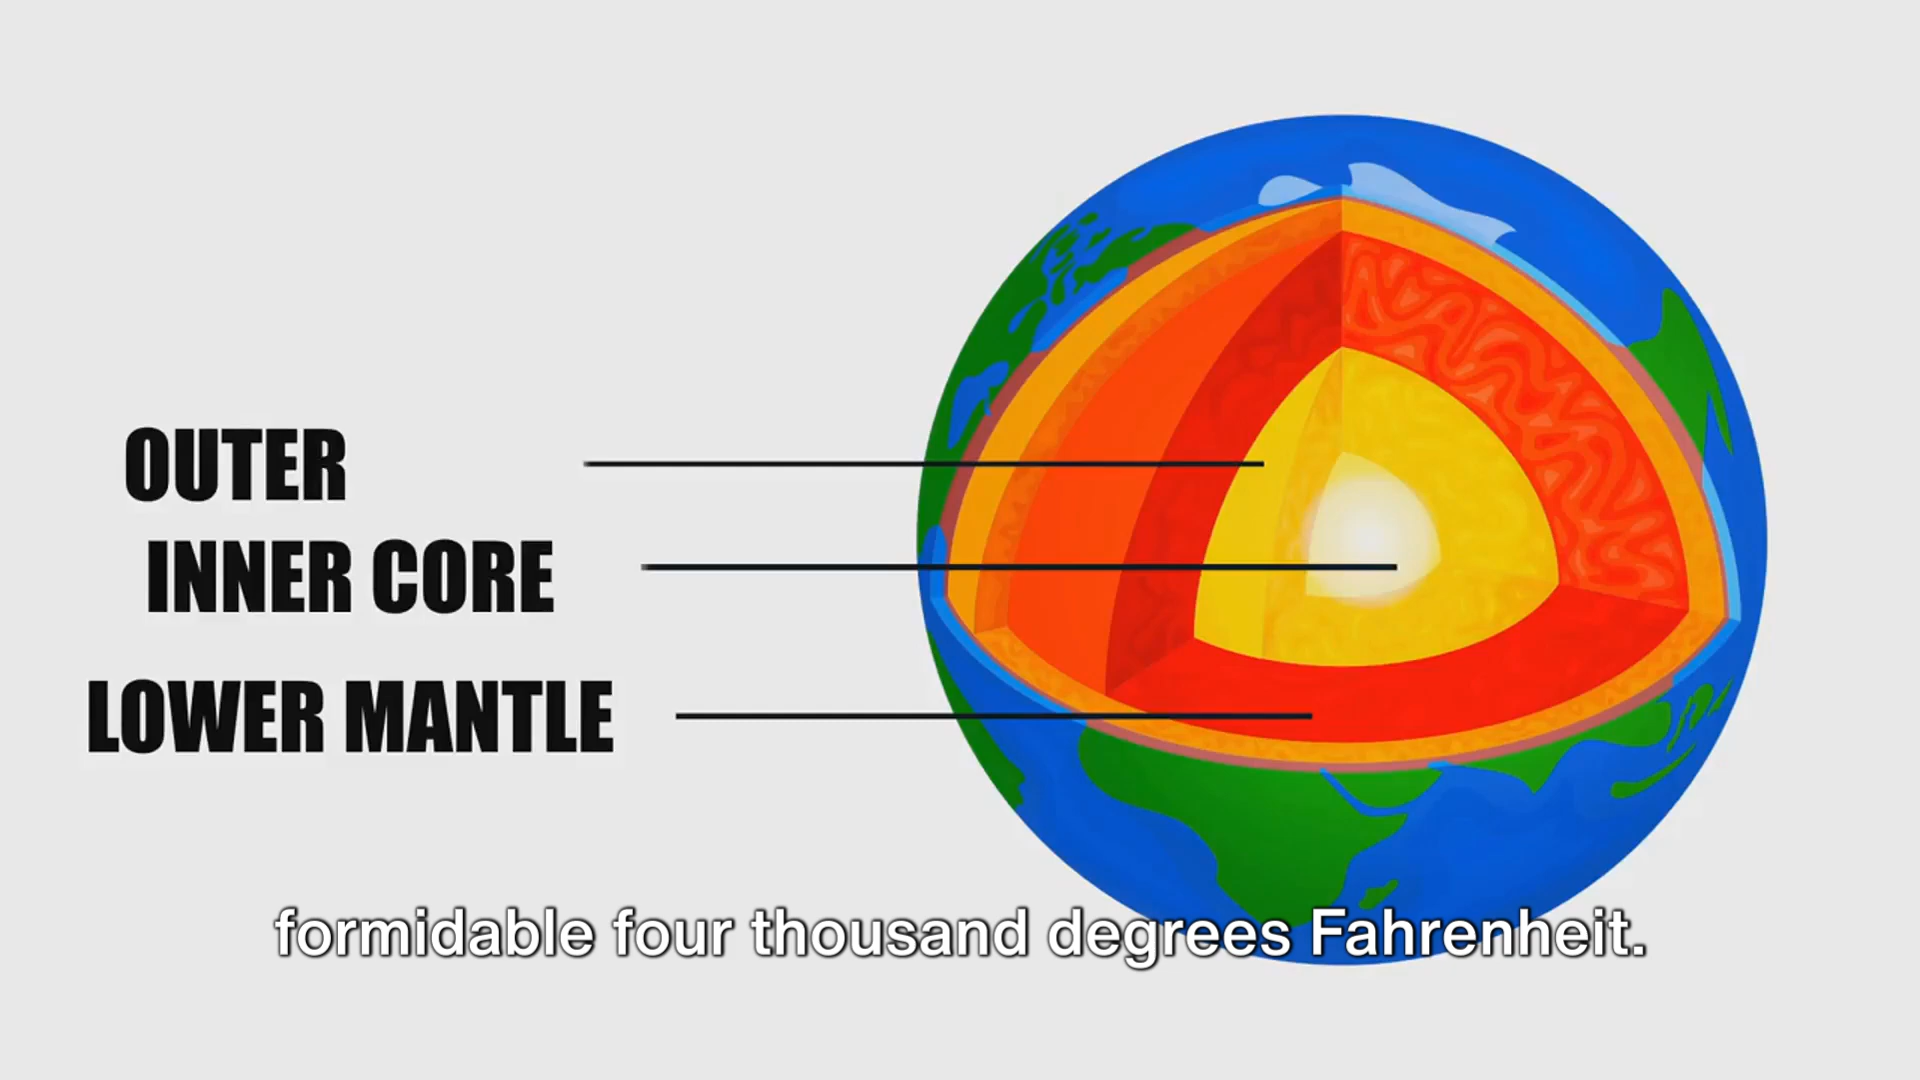 OUTER
INNER CORE
LOWER MANTLE
formidable four thousand degrees Fahrenheit.